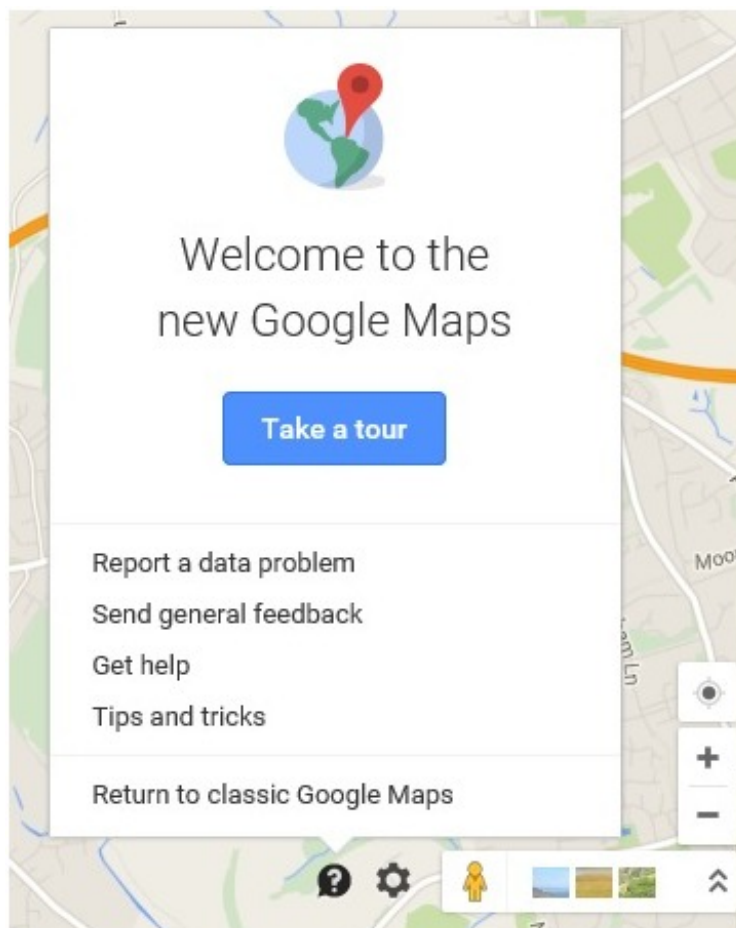 Welcome to the
new Google Maps
Take a tour
Report a data problem
Send general feedback
Get help
Tips and tricks
Return to classic Google Maps